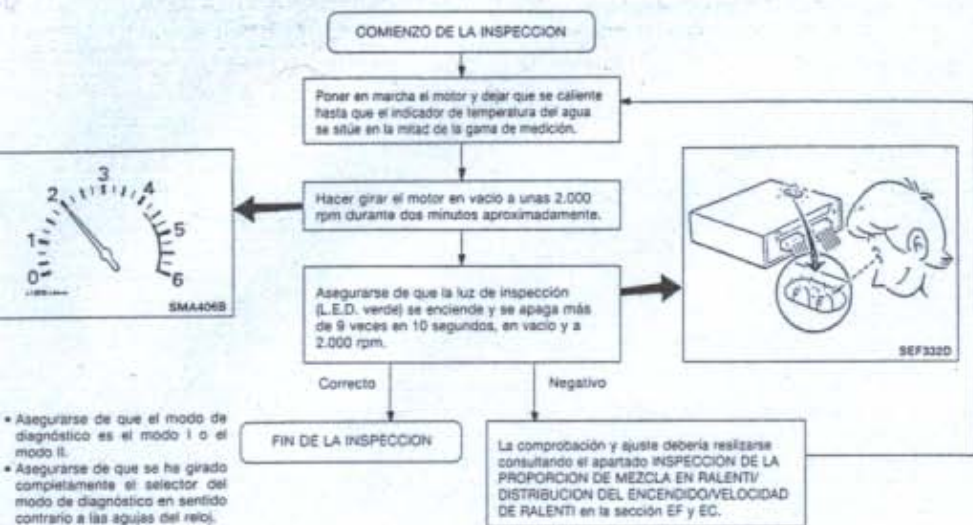 COMIENZO DE LA INSPECCION
Poner en marcha el motor y dejar que se caliente
hasta que el indicador de temperatura del agua
se sitúe en la mitad de la gama de medición.
Hacer girar el motor en vacío a unas 2.000
rpm durante dos minutos aproximadamente.
0
1
2
3
4
5
6
SMA406B
Asegurarse de que la luz de inspección
(L.E.D. verde) se enciende y se apaga más
de 9 veces en 10 segundos, en vacío y a
2.000 rpm.
SEF332D
Correcto
Negativo
• Asegurarse de que el modo de
diagnóstico es el modo I o el
modo II.
• Asegurarse de que se ha girado
completamente el selector del
modo de diagnóstico en sentido
contrario a las agujas del reloj.
FIN DE LA INSPECCION
La comprobación y ajuste debería realizarse
consultando el apartado INSPECCION DE LA
PROPORCION DE MEZCLA EN RALENTI/
DISTRIBUCION DEL ENCENDIDO/VELOCIDAD
DE RALENTI en la sección EF y EC.